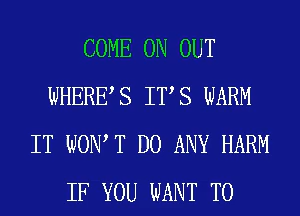 COME ON OUT
WHERE'S IT'S WARM
IT WON'T DO ANY HARM
IF YOU WANT TO